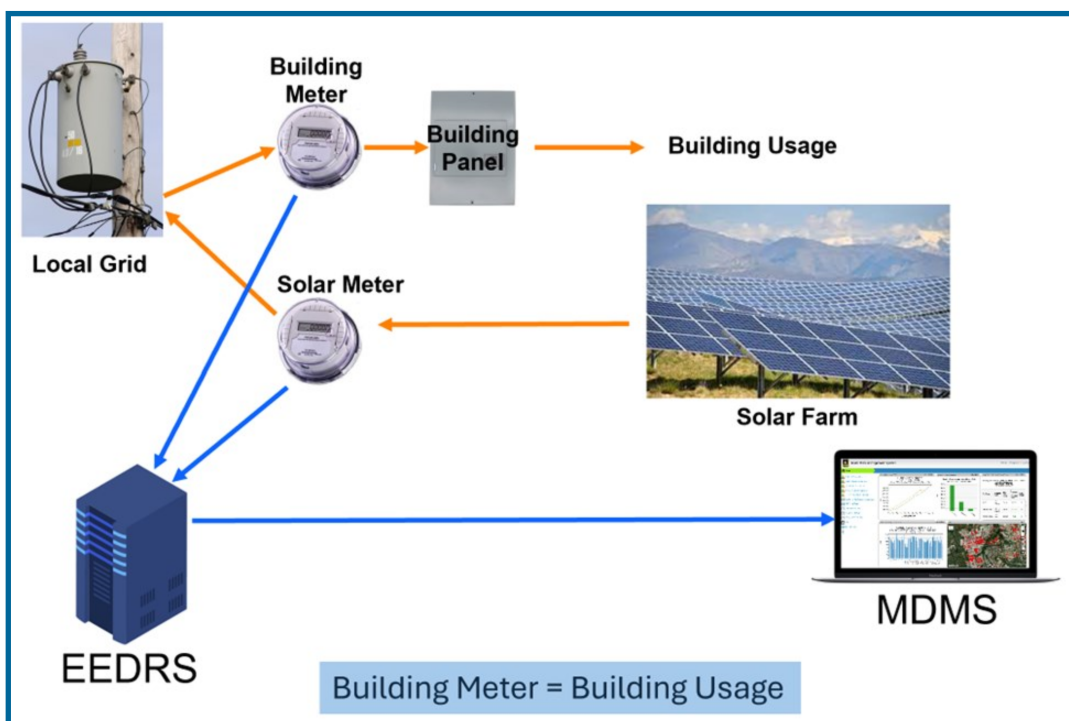 Building
Meter
Building
Panel
Building Usage
Local Grid
Solar Meter
Solar Farm
EEDRS
MDMS
Building Meter = Building Usage